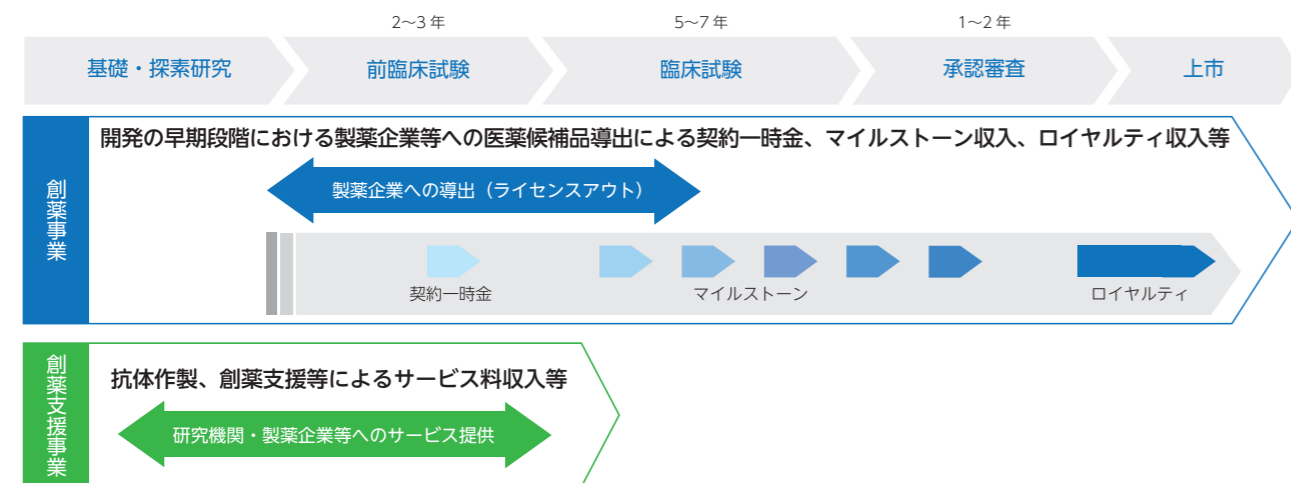 2〜3年
5〜7年
1〜2年
基礎・探素研究
前臨床試験
臨床試験
承認審査
上市
創薬事業
開発の早期段階における製薬企業等への医薬候補品導出による契約一時金、マイルストーン収入、ロイヤルティ収入等
製薬企業への導出（ライセンスアウト）
契約一時金
マイルストーン
ロイヤルティ
創薬支援事業
抗体作製、創薬支援等によるサービス料収入等
研究機関・製薬企業等へのサービス提供